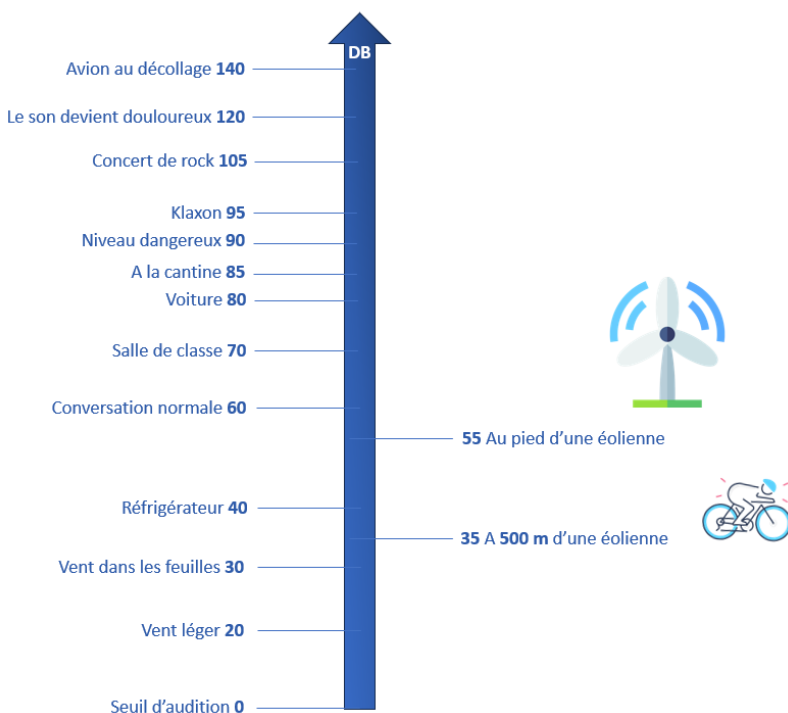 DB
Avion au décollage 140
Le son devient douloureux 120
Concert de rock 105
Klaxon 95
Niveau dangereux 90
A la cantine 85
Voiture 80
Salle de classe 70
Conversation normale 60
55 Au pied d’une éolienne
Réfrigérateur 40
35 A 500 m d’une éolienne
Vent dans les feuilles 30
Vent léger 20
Seuil d’audition 0